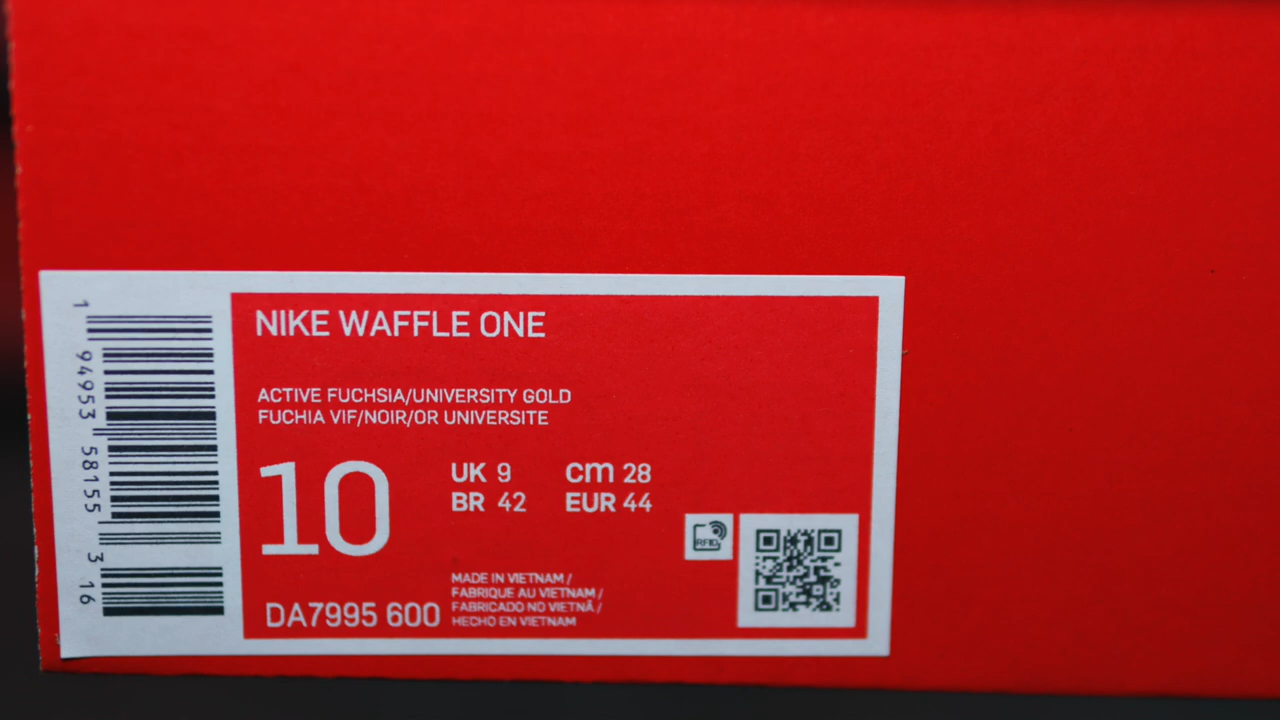 NIKE WAFFLE ONE
ACTIVE FUCHSIA/UNIVERSITY GOLD
FUCHIA VIF/NOIR/OR UNIVERSITE
10
UK 9 cm 28
BR 42 EUR 44
DA7995 600
MADE IN VIETNAM /
FABRIQUE AU VIETNAM /
FABRICADO NO VIETNÃ /
HECHO EN VIETNAM
RFID
1 94953 58155 3 16